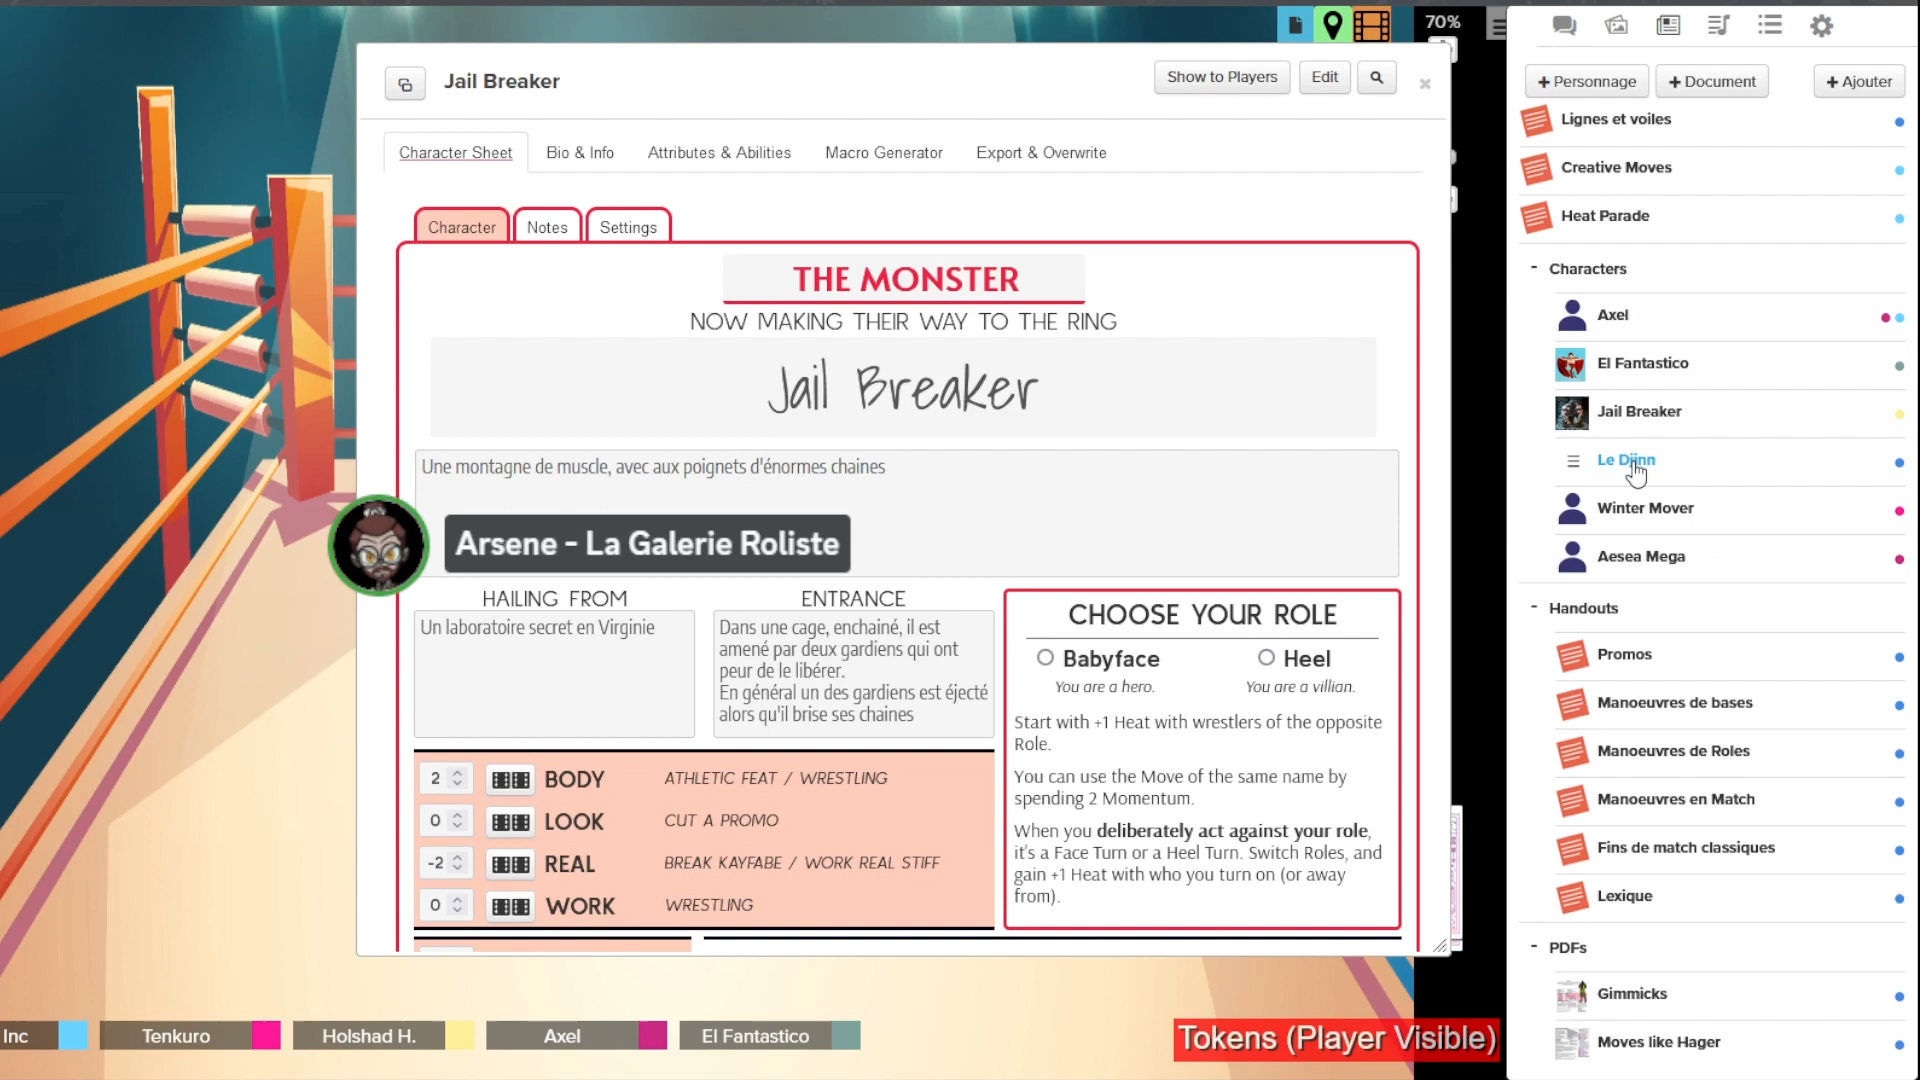 70%
Jail Breaker
Show to Players
Edit
Character Sheet
Bio & Info
Attributes & Abilities
Macro Generator
Export & Overwrite
Character
Notes
Settings
THE MONSTER
NOW MAKING THEIR WAY TO THE RING
Jail Breaker
Une montagne de muscle, avec aux poignets d'énormes chaines
Arsene - La Galerie Roliste
HAILING FROM
Un laboratoire secret en Virginie
ENTRANCE
Dans une cage, enchainé, il est
amené par deux gardiens qui ont
peur de le libérer.
En général un des gardiens est éjecté
alors qu'il brise ses chaines
CHOOSE YOUR ROLE
Babyface
You are a hero.
Heel
You are a villian.
Start with +1 Heat with wrestlers of the opposite
Role.
You can use the Move of the same name by
spending 2 Momentum.
When you deliberately act against your role,
it's a Face Turn or a Heel Turn. Switch Roles, and
gain +1 Heat with who you turn on (or away
from).
2 BODY ATHLETIC FEAT / WRESTLING
0 LOOK CUT A PROMO
-2 REAL BREAK KAYFABE / WORK REAL STIFF
0 WORK WRESTLING
Inc
Tenkuro
Holshad H.
Axel
El Fantastico
Tokens (Player Visible)
+ Personnage
+ Document
+ Ajouter
Lignes et voiles
Creative Moves
Heat Parade
- Characters
Axel
El Fantastico
Jail Breaker
Le Djinn
Winter Mover
Aesea Mega
- Handouts
Promos
Manoeuvres de bases
Manoeuvres de Roles
Manoeuvres en Match
Fins de match classiques
Lexique
- PDFs
Gimmicks
Moves like Hager